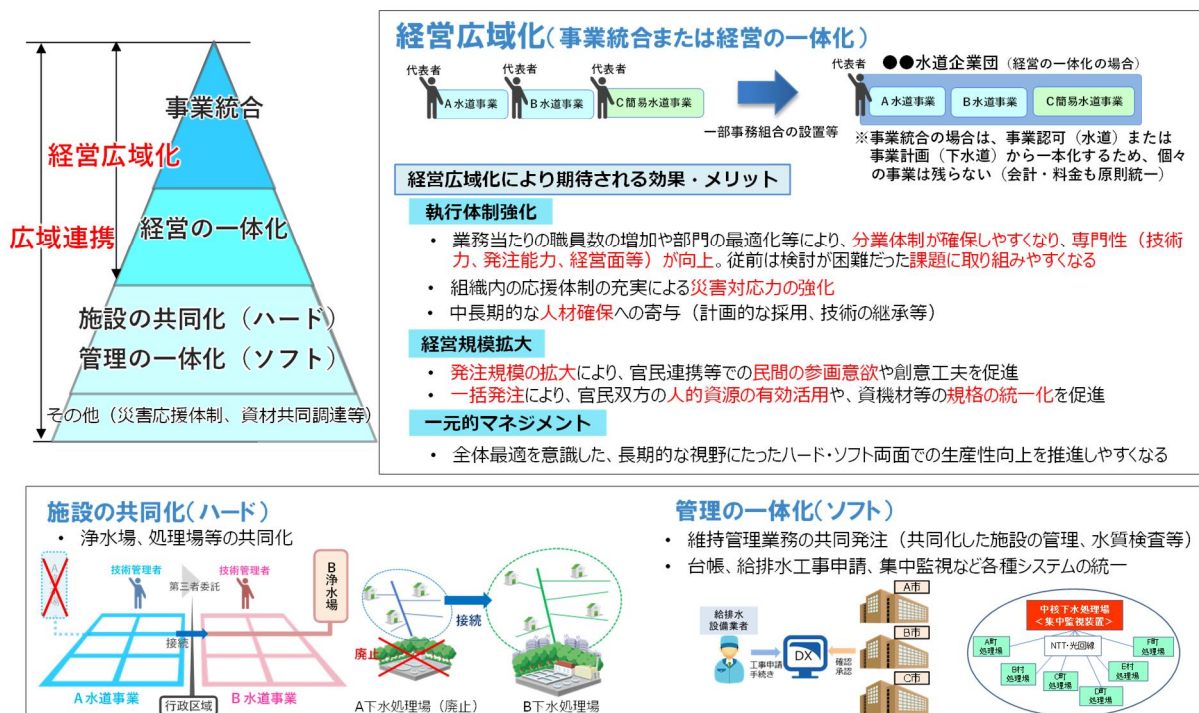 事業統合
経営広域化
経営の一体化
広域連携
施設の共同化（ハード）
管理の一体化（ソフト）
その他（災害応援体制、資材共同調達等）
経営広域化（事業統合または経営の一体化）
代表者
代表者
代表者
A水道事業
B水道事業
C簡易水道事業
一部事務組合の設置等
代表者
●●水道企業団（経営の一体化の場合）
A水道事業
B水道事業
C簡易水道事業
※事業統合の場合は、事業認可（水道）または
事業計画（下水道）から一本化するため、個々
の事業は残らない（会計・料金も原則統一）
経営広域化により期待される効果・メリット
執行体制強化
• 業務当たりの職員数の増加や部門の最適化等により、分業体制が確保しやすくなり、専門性（技術
力、発注能力、経営面等）が向上。従前は検討が困難だった課題に取り組みやすくなる
• 組織内の応援体制の充実による災害対応力の強化
• 中長期的な人材確保への寄与（計画的な採用、技術の継承等）
経営規模拡大
• 発注規模の拡大により、官民連携等での民間の参画意欲や創意工夫を促進
• 一括発注により、官民双方の人的資源の有効活用や、資機材等の規格の統一化を促進
一元的マネジメント
• 全体最適を意識した、長期的な視野にたったハード・ソフト両面での生産性向上を推進しやすくなる
施設の共同化（ハード）
• 浄水場、処理場等の共同化
技術管理者
第三者委託
技術管理者
B浄水場
接続
A水道事業
行政区域
B水道事業
接続
廃止
A下水処理場（廃止）
B下水処理場
管理の一体化（ソフト）
• 維持管理業務の共同発注（共同化した施設の管理、水質検査等）
• 台帳、給排水工事申請、集中監視など各種システムの統一
給排水
設備業者
工事申請
手続き
DX
確認
承認
A市
B市
C市
中核下水処理場
＜集中監視装置＞
NTT・光回線
A町
処理場
B村
処理場
C町
処理場
D町
処理場
E村
処理場
F町
処理場